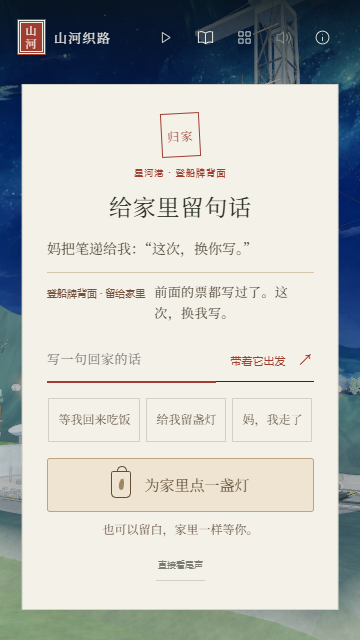 山河
山河织路
归家
星河港 · 登船牌背面
给家里留句话
妈把笔递给我：“这次，换你写。”
登船牌背面 · 留给家里
前面的票都写过了。这
次，换我写。
写一句回家的话
带着它出发
等我回来吃饭
给我留盏灯
妈，我走了
为家里点一盏灯
也可以留白，家里一样等你。
直接看尾声